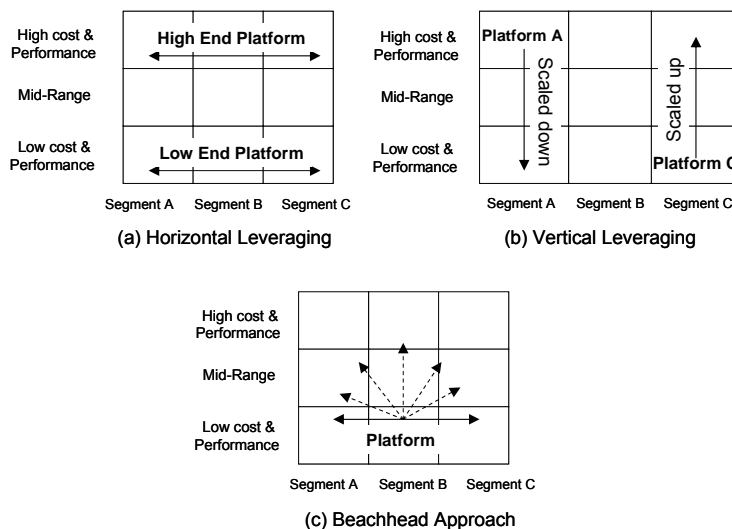 High cost &
Performance
High End Platform
Mid-Range
Low cost &
Performance
Low End Platform
Segment A Segment B Segment C
(a) Horizontal Leveraging
High cost &
Performance
Platform A
Scaled down
Scaled up
Mid-Range
Low cost &
Performance
Platform C
Segment A Segment B Segment C
(b) Vertical Leveraging
High cost &
Performance
Mid-Range
Low cost &
Performance
Platform
Segment A Segment B Segment C
(c) Beachhead Approach